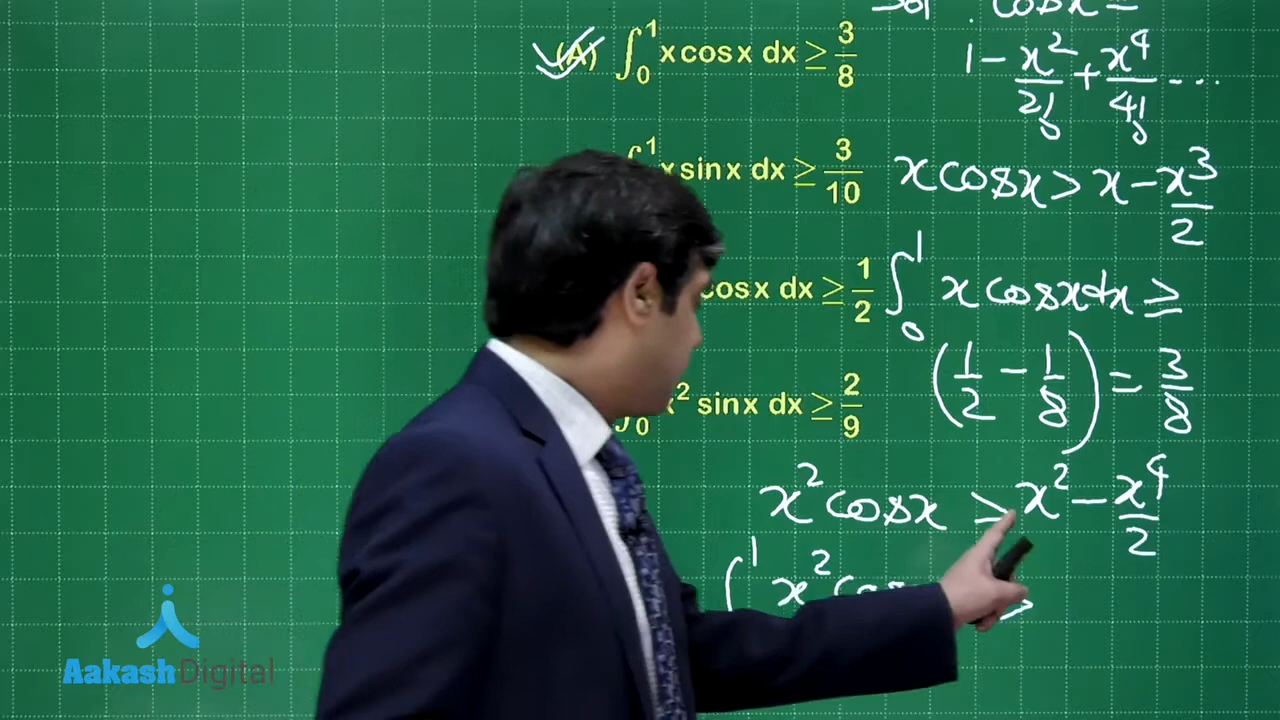 (A) ∫₀¹ x cos x dx ≥ 3/8
x sin x dx ≥ 3/10
cos x dx ≥ 1/2
x² sin x dx ≥ 2/9
cos x =
1 - x²/2! + x⁴/4! ...
x cos x > x - x³/2
∫₀¹ x cos x dx ≥
(1/2 - 1/8) = 3/8
x² cos x ≥ x² - x⁴/2
∫¹ x²
Aakash Digital